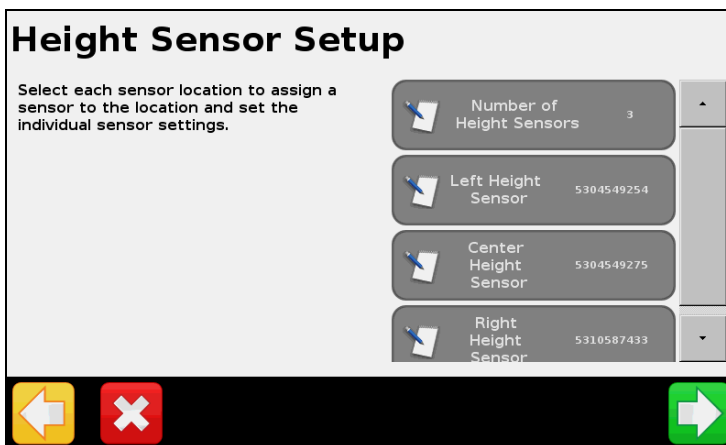 Height Sensor Setup
Select each sensor location to assign a
sensor to the location and set the
individual sensor settings.
Number of
Height Sensors
3
Left Height
Sensor
5304549254
Center
Height
Sensor
5304549275
Right
Height
Sensor
5310587433